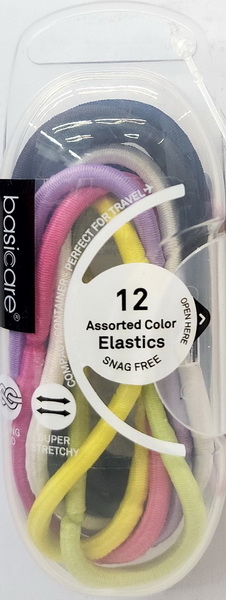 basicare®
COMPACT CONTAINER - PERFECT FOR TRAVEL
12
Assorted Color
Elastics
SNAG FREE
OPEN HERE
SUPER
STRETCHY